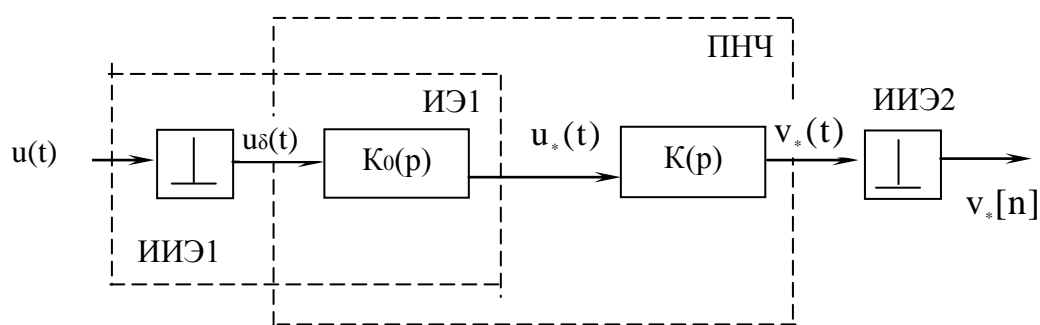 ПНЧ
ИЭ1
ИИЭ2
u(t)
uδ(t)
K₀(p)
u*(t)
K(p)
v*(t)
v*[n]
ИИЭ1